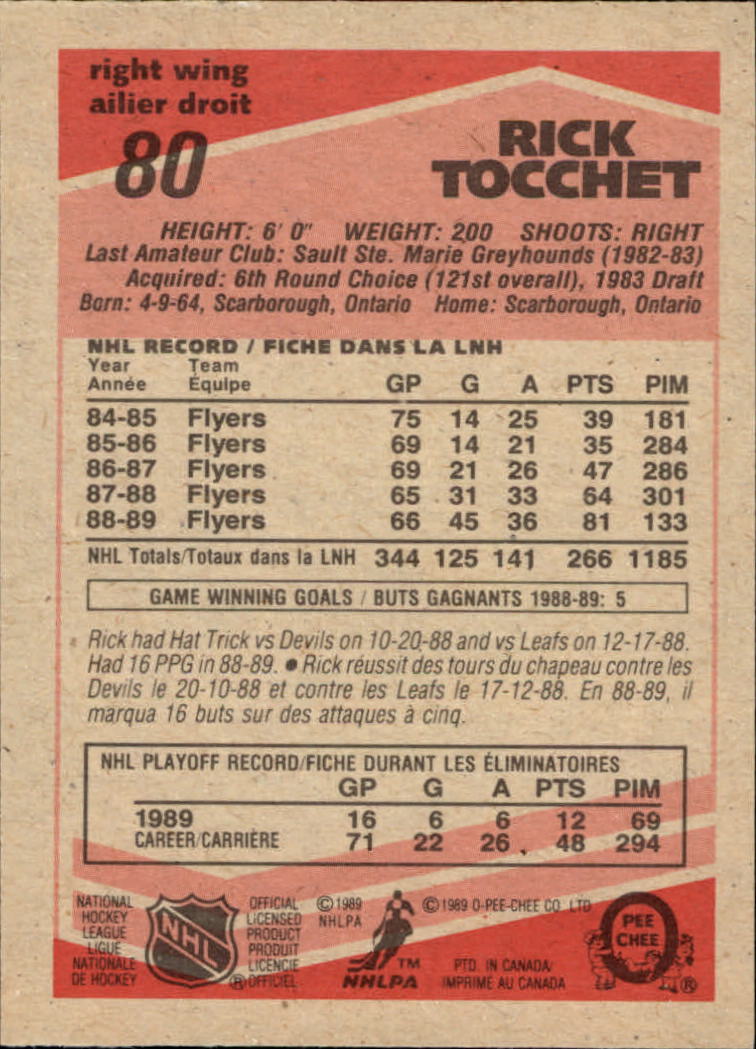 right wing
ailier droit
80
RICK
TOCCHET
HEIGHT: 6' 0" WEIGHT: 200 SHOOTS: RIGHT
Last Amateur Club: Sault Ste. Marie Greyhounds (1982-83)
Acquired: 6th Round Choice (121st overall), 1983 Draft
Born: 4-9-64, Scarborough, Ontario Home: Scarborough, Ontario
NHL RECORD / FICHE DANS LA LNH
Year Team
Année Équipe GP G A PTS PIM
84-85 Flyers 75 14 25 39 181
85-86 Flyers 69 14 21 35 284
86-87 Flyers 69 21 26 47 286
87-88 Flyers 65 31 33 64 301
88-89 Flyers 66 45 36 81 133
NHL Totals/Totaux dans la LNH 344 125 141 266 1185
GAME WINNING GOALS / BUTS GAGNANTS 1988-89: 5
Rick had Hat Trick vs Devils on 10-20-88 and vs Leafs on 12-17-88.
Had 16 PPG in 88-89. ● Rick réussit des tours du chapeau contre les
Devils le 20-10-88 et contre les Leafs le 17-12-88. En 88-89, il
marqua 16 buts sur des attaques à cinq.
NHL PLAYOFF RECORD/FICHE DURANT LES ÉLIMINATOIRES
GP G A PTS PIM
1989 16 6 6 12 69
CAREER/CARRIÈRE 71 22 26 48 294
NATIONAL
HOCKEY
LEAGUE
LIGUE
NATIONALE
DE HOCKEY
NHL
®
OFFICIAL
LICENSED
PRODUCT
PRODUIT
LICENCIÉ
OFFICIEL
©1989
NHLPA
TM
NHLPA
©1989 O-PEE-CHEE CO. LTD
PTD. IN CANADA/
IMPRIMÉ AU CANADA
O
PEE
CHEE
®